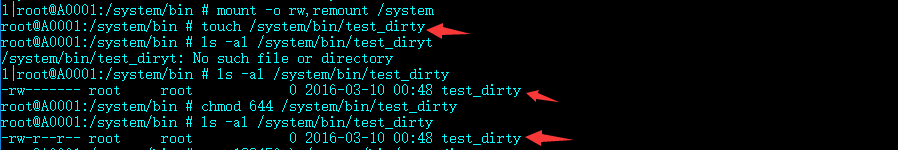 1|root@A0001:/system/bin # mount -o rw,remount /system
root@A0001:/system/bin # touch /system/bin/test_dirty
root@A0001:/system/bin # ls -al /system/bin/test_diryt
/system/bin/test_diryt: No such file or directory
1|root@A0001:/system/bin # ls -al /system/bin/test_dirty
-rw------- root     root            0 2016-03-10 00:48 test_dirty
root@A0001:/system/bin # chmod 644 /system/bin/test_dirty
root@A0001:/system/bin # ls -al /system/bin/test_dirty
-rw-r--r-- root     root            0 2016-03-10 00:48 test_dirty